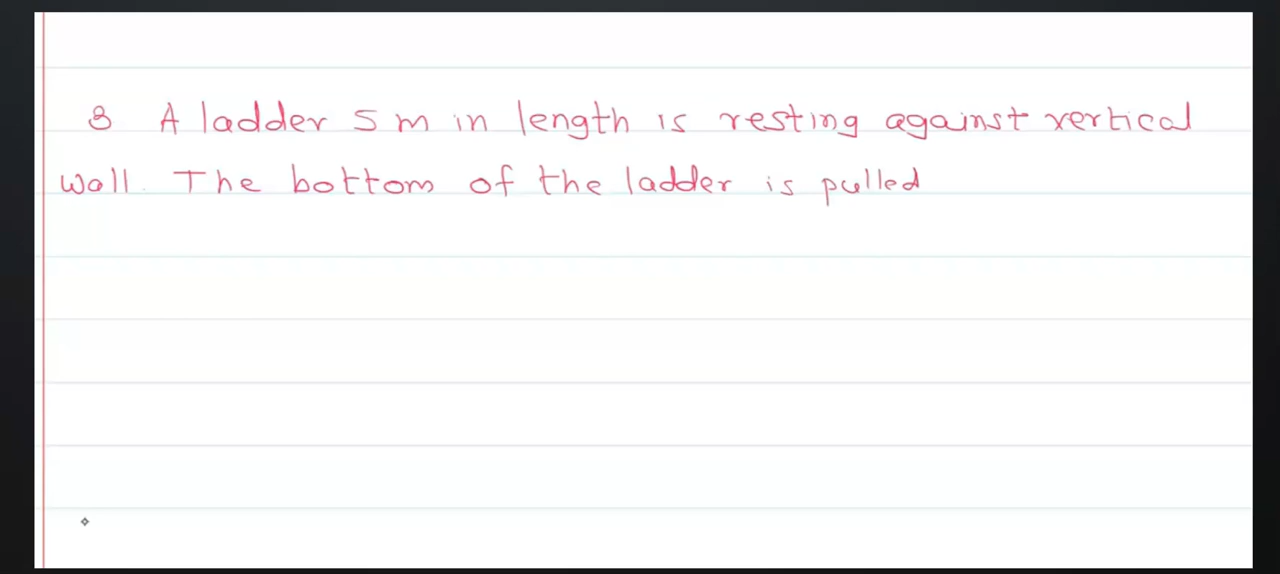 8 A ladder 5 m in length is resting against vertical
wall. The bottom of the ladder is pulled